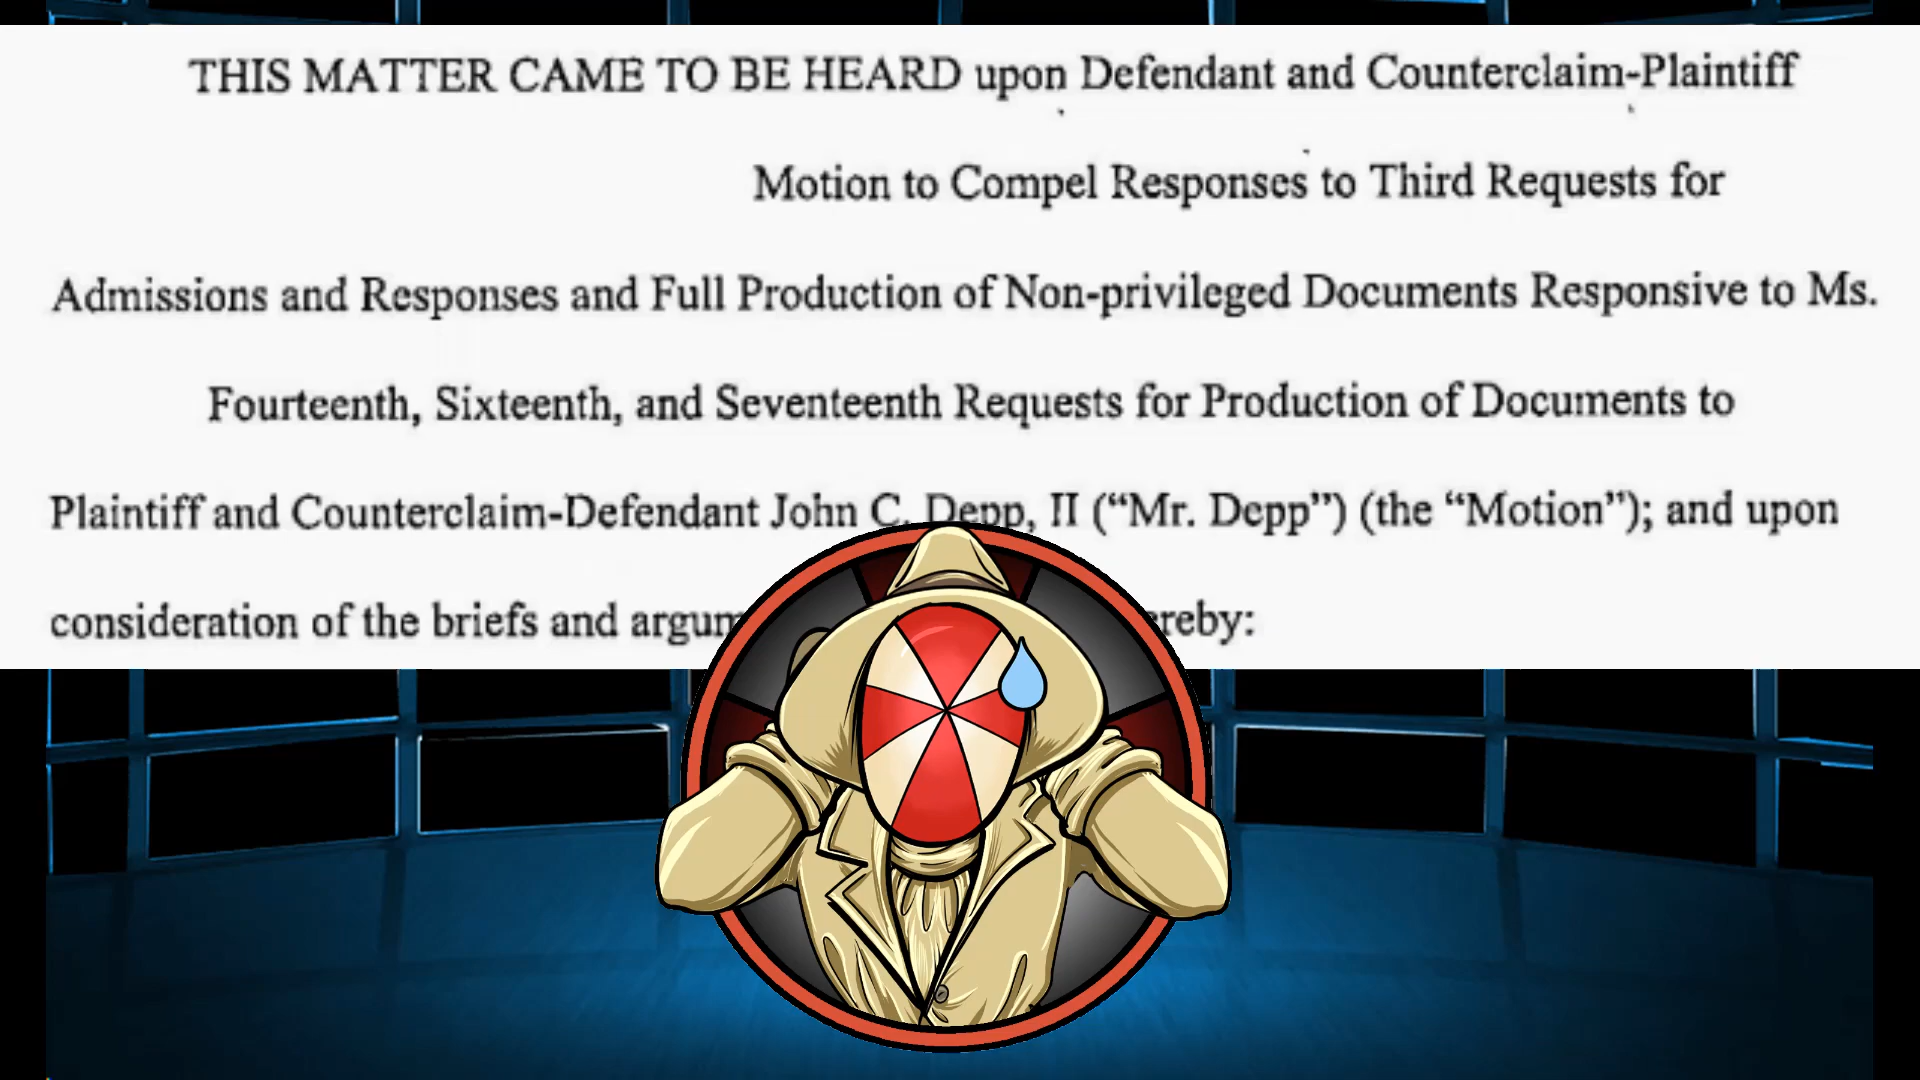 THIS MATTER CAME TO BE HEARD upon Defendant and Counterclaim-Plaintiff
Motion to Compel Responses to Third Requests for
Admissions and Responses and Full Production of Non-privileged Documents Responsive to Ms.
Fourteenth, Sixteenth, and Seventeenth Requests for Production of Documents to
Plaintiff and Counterclaim-Defendant John C. Depp, II (“Mr. Depp”) (the “Motion”); and upon
consideration of the briefs and